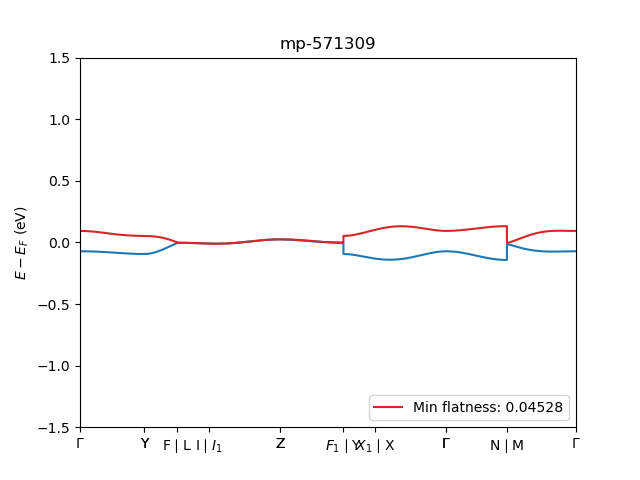 mp-571309
E − E_F (eV)
1.5
1.0
0.5
0.0
−0.5
−1.0
−1.5
Min flatness: 0.04528
Γ Y F | L I | I₁ Z F₁ | Y X₁ | X Γ N | M Γ